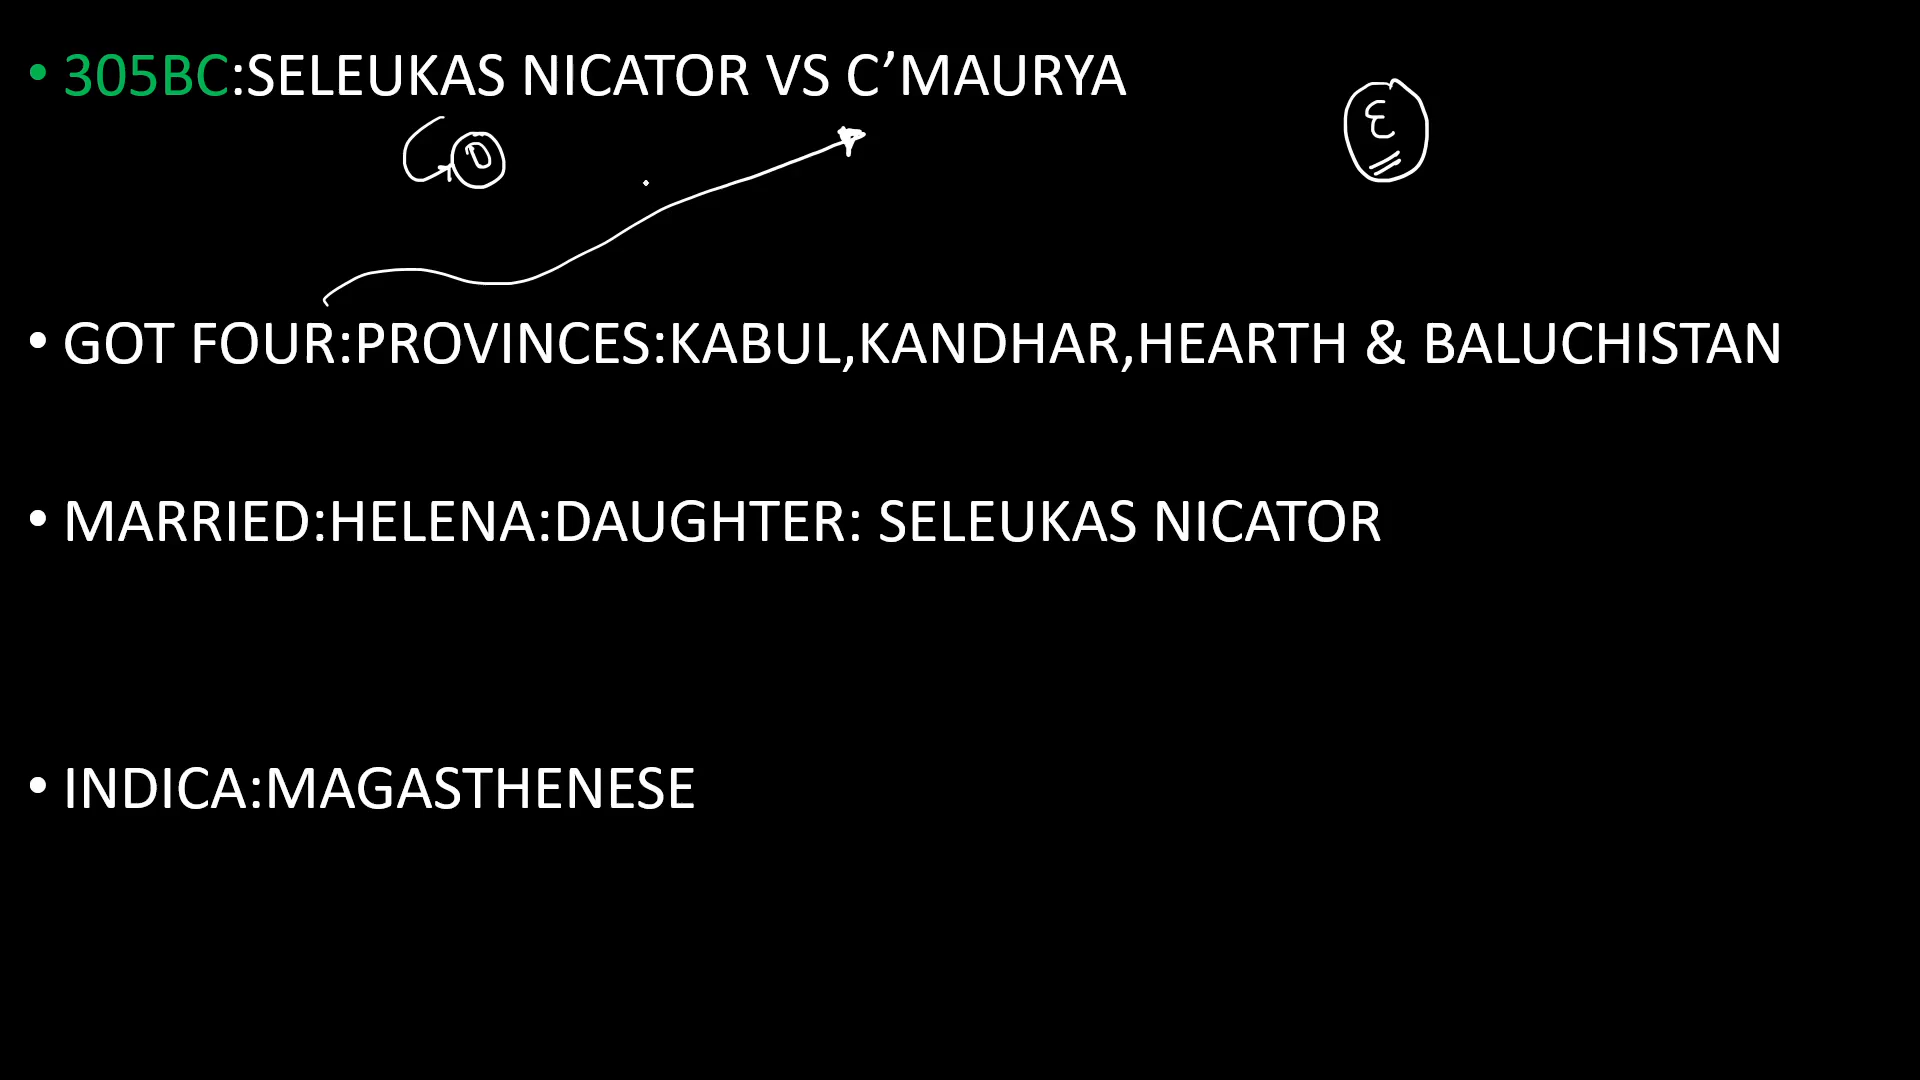 • 305BC:SELEUKAS NICATOR VS C’MAURYA
• GOT FOUR:PROVINCES:KABUL,KANDHAR,HEARTH & BALUCHISTAN
• MARRIED:HELENA:DAUGHTER: SELEUKAS NICATOR
• INDICA:MAGASTHENESE